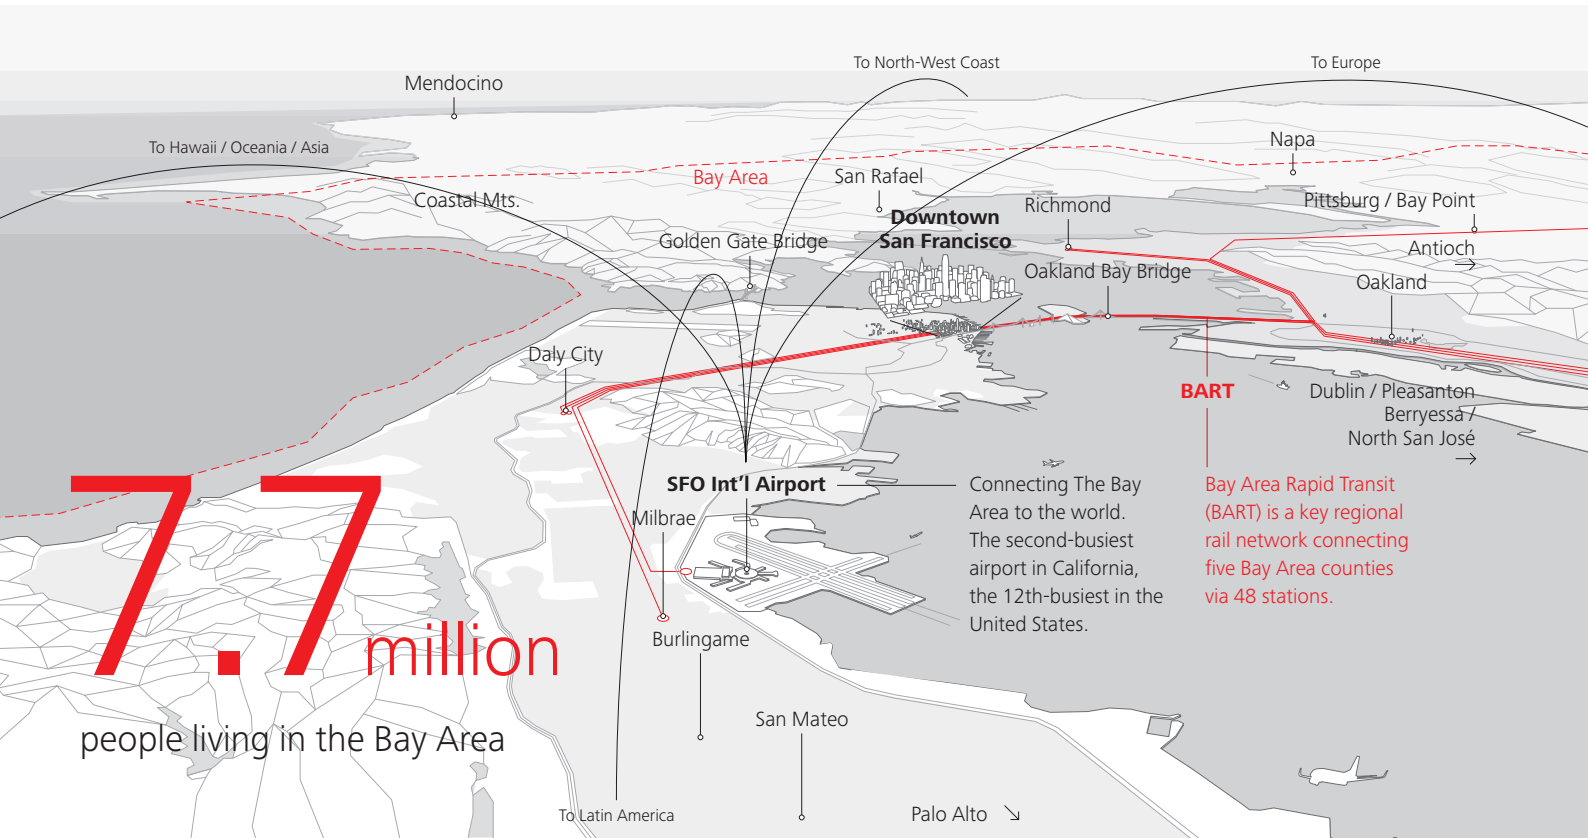 To North-West Coast
To Europe
Mendocino
Napa
To Hawaii / Oceania / Asia
Bay Area
San Rafael
Coastal Mts.
Richmond
Pittsburg / Bay Point
Downtown
San Francisco
Golden Gate Bridge
Antioch
Oakland Bay Bridge
Oakland
Daly City
BART
Dublin / Pleasanton
Berryessa /
North San José
SFO Int'l Airport
Connecting The Bay
Area to the world.
The second-busiest
airport in California,
the 12th-busiest in the
United States.
Bay Area Rapid Transit
(BART) is a key regional
rail network connecting
five Bay Area counties
via 48 stations.
Milbrae
7.7 million
people living in the Bay Area
Burlingame
San Mateo
To Latin America
Palo Alto